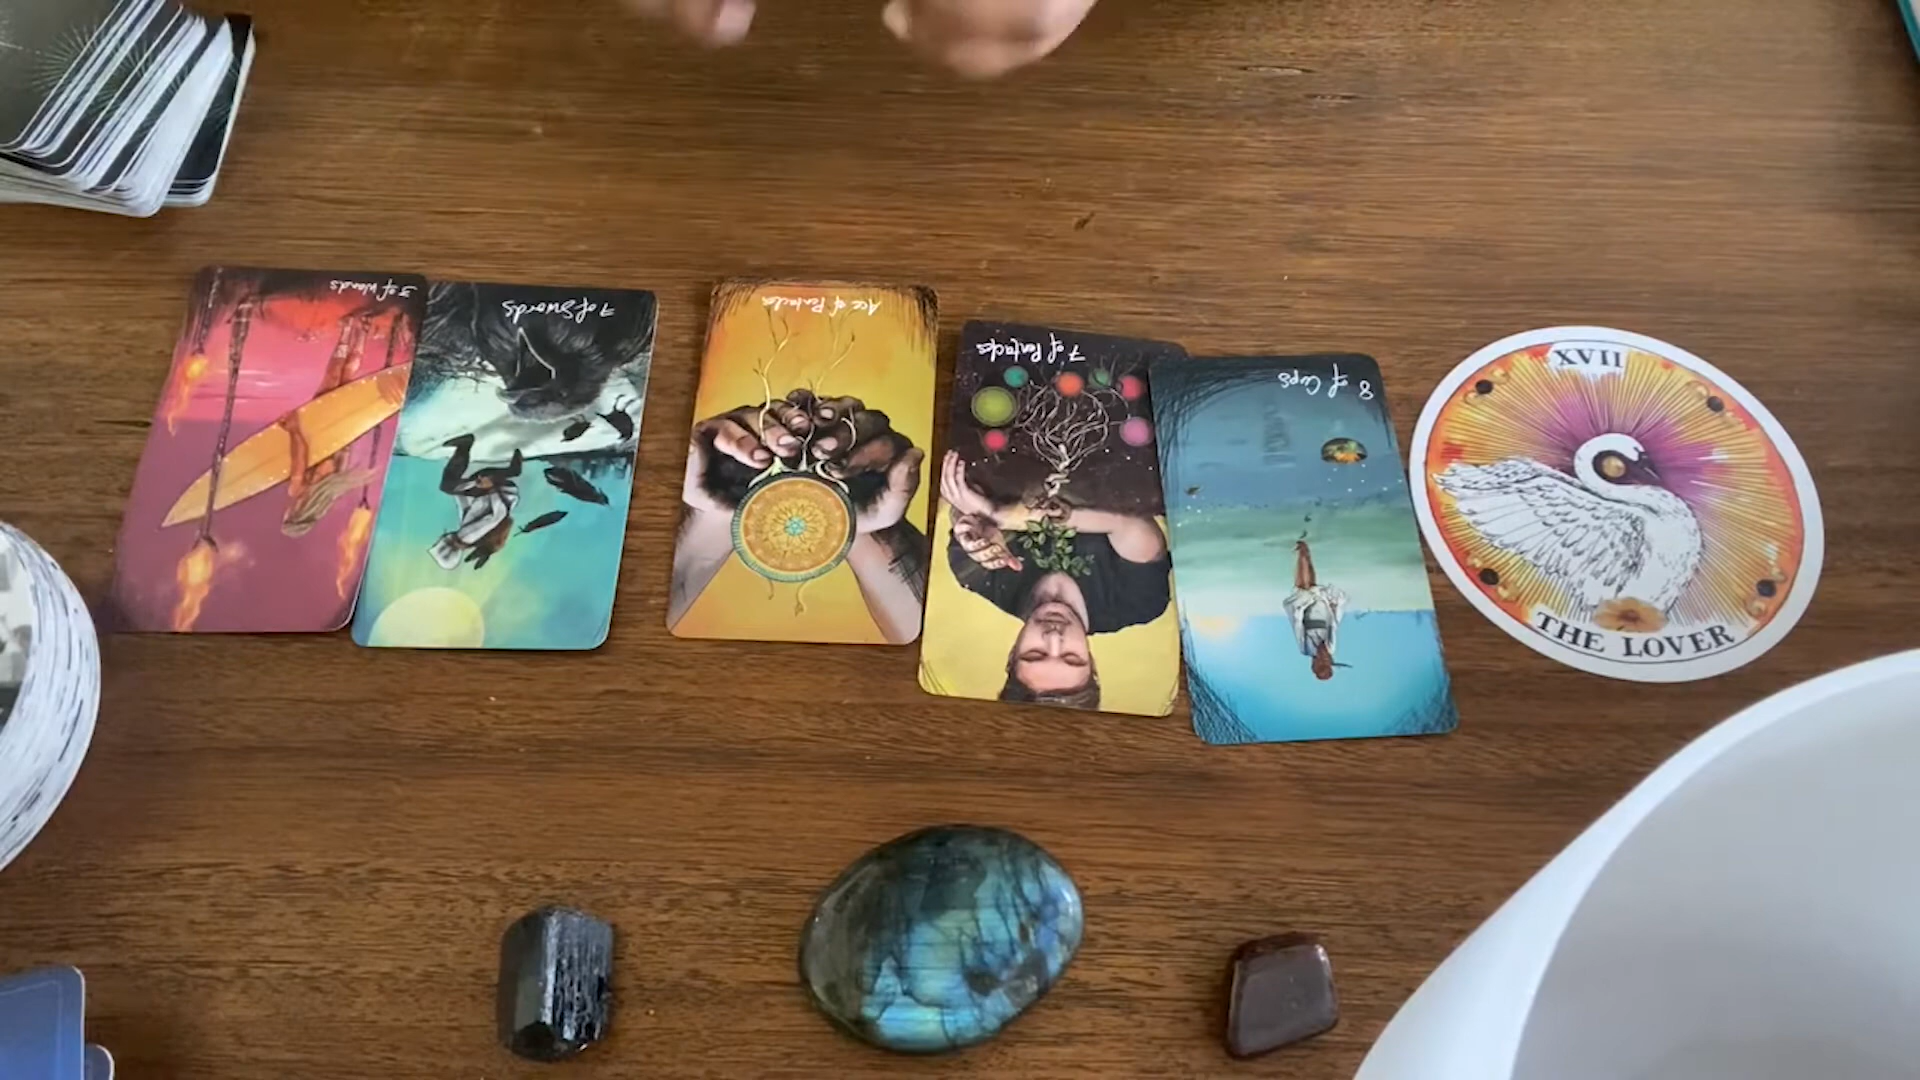 3 of Wands
7 of Swords
Ace of Pentacles
7 of Pentacles
8 of Cups
XVII
THE LOVER